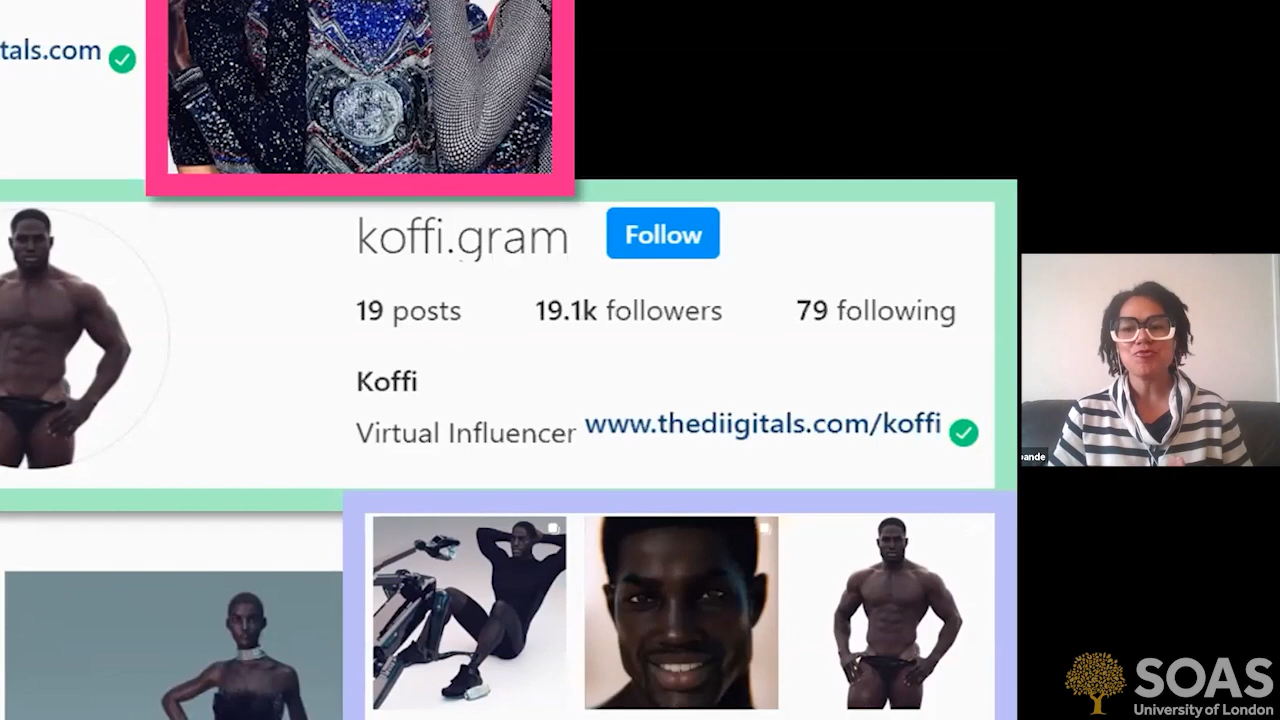 tals.com
koffi.gram
Follow
19 posts
19.1k followers
79 following
Koffi
Virtual Influencer
www.thediigitals.com/koffi
bande
SOAS
University of London